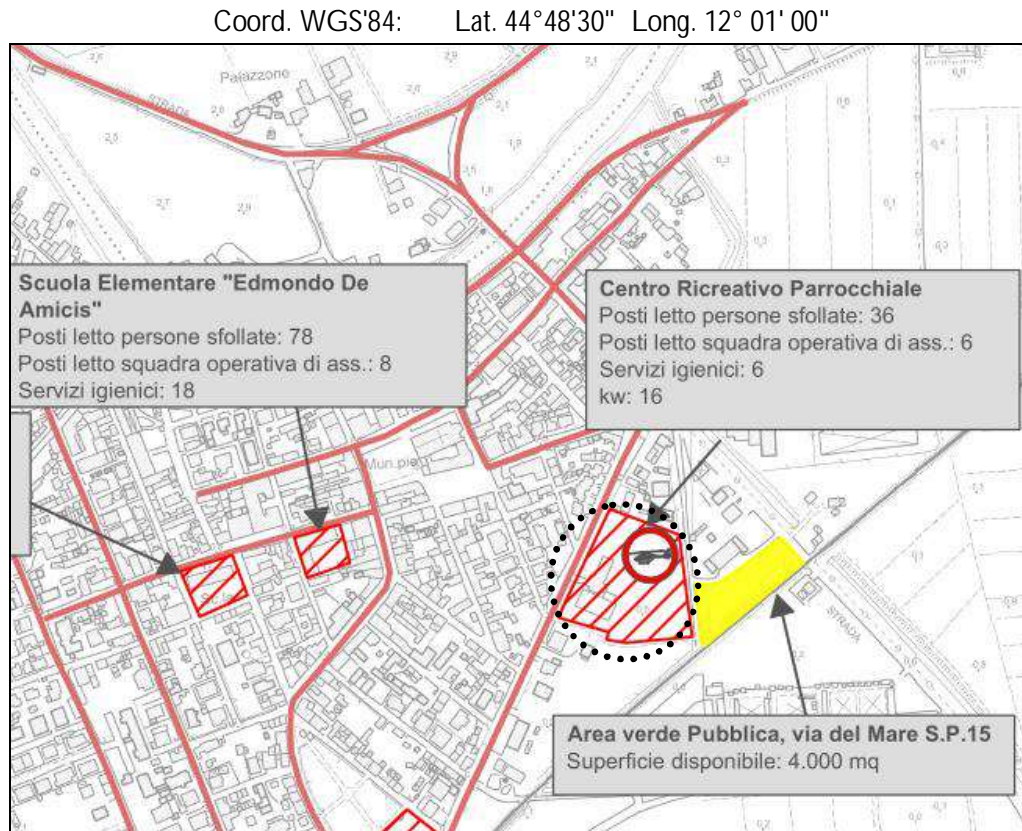 Coord. WGS'84: Lat. 44°48'30" Long. 12° 01' 00"
Palazzone
STRADA
Scuola Elementare "Edmondo De
Amicis"
Posti letto persone sfollate: 78
Posti letto squadra operativa di ass.: 8
Servizi igienici: 18
Centro Ricreativo Parrocchiale
Posti letto persone sfollate: 36
Posti letto squadra operativa di ass.: 6
Servizi igienici: 6
kw: 16
Mun.pio
STRADA
Area verde Pubblica, via del Mare S.P.15
Superficie disponibile: 4.000 mq